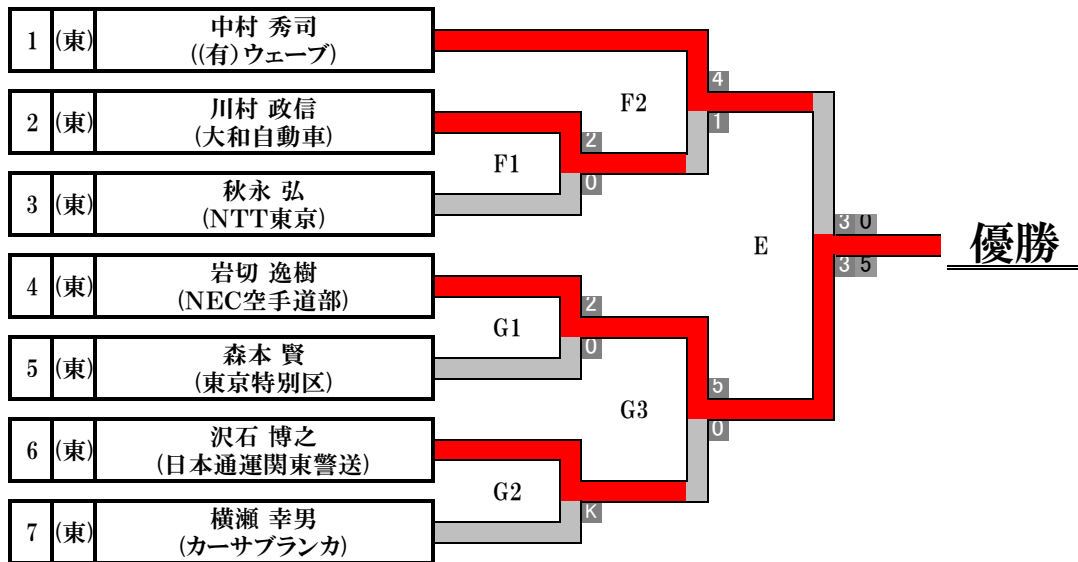 1 (東) 中村 秀司
((有)ウェーブ)
2 (東) 川村 政信
(大和自動車)
3 (東) 秋永 弘
(NTT東京)
4 (東) 岩切 逸樹
(NEC空手道部)
5 (東) 森本 賢
(東京特別区)
6 (東) 沢石 博之
(日本通運関東警送)
7 (東) 横瀬 幸男
(カーサブランカ)
F1
2
0
G1
2
0
G2
K
F2
4
1
G3
5
0
E
3 0
3 5
優勝